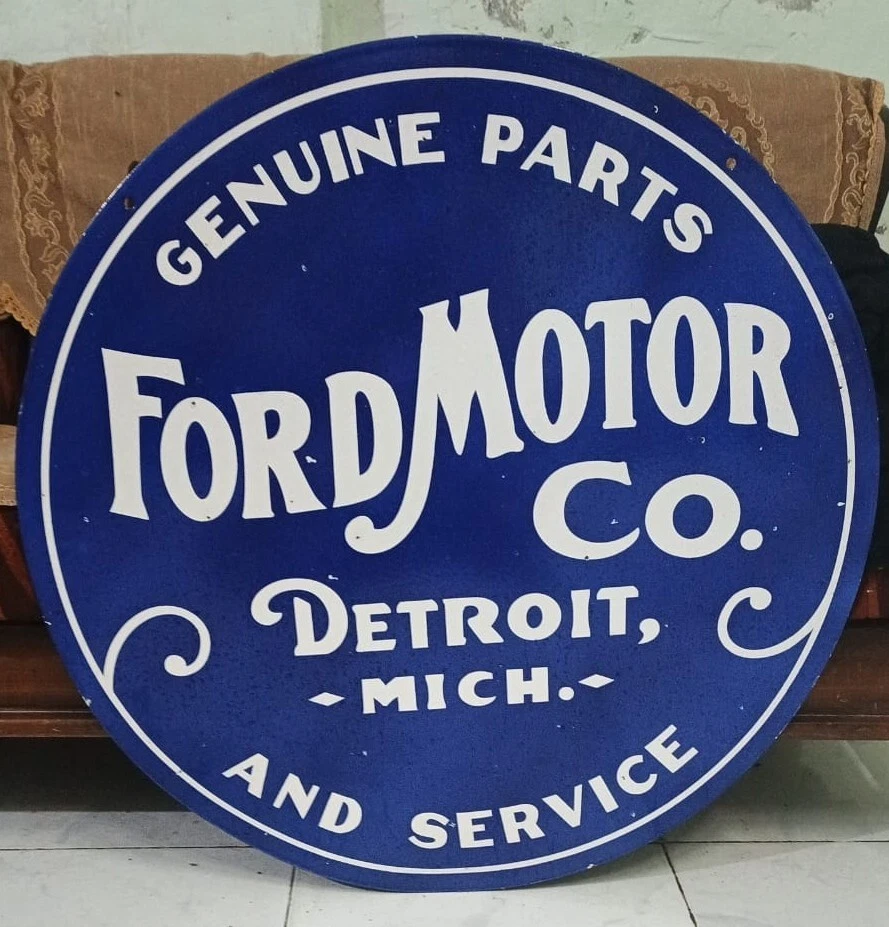 GENUINE PARTS
FORD MOTOR
CO.
DETROIT,
MICH.
AND SERVICE